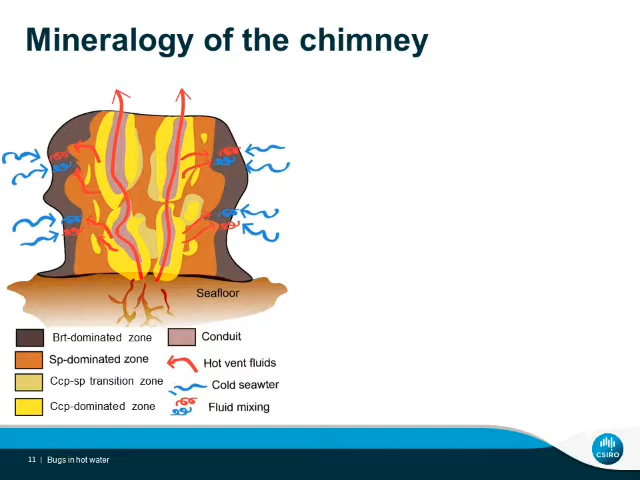 Mineralogy of the chimney
Seafloor
Brt-dominated zone
Conduit
Sp-dominated zone
Hot vent fluids
Ccp-sp transition zone
Cold seawter
Ccp-dominated zone
Fluid mixing
11 | Bugs in hot water
CSIRO